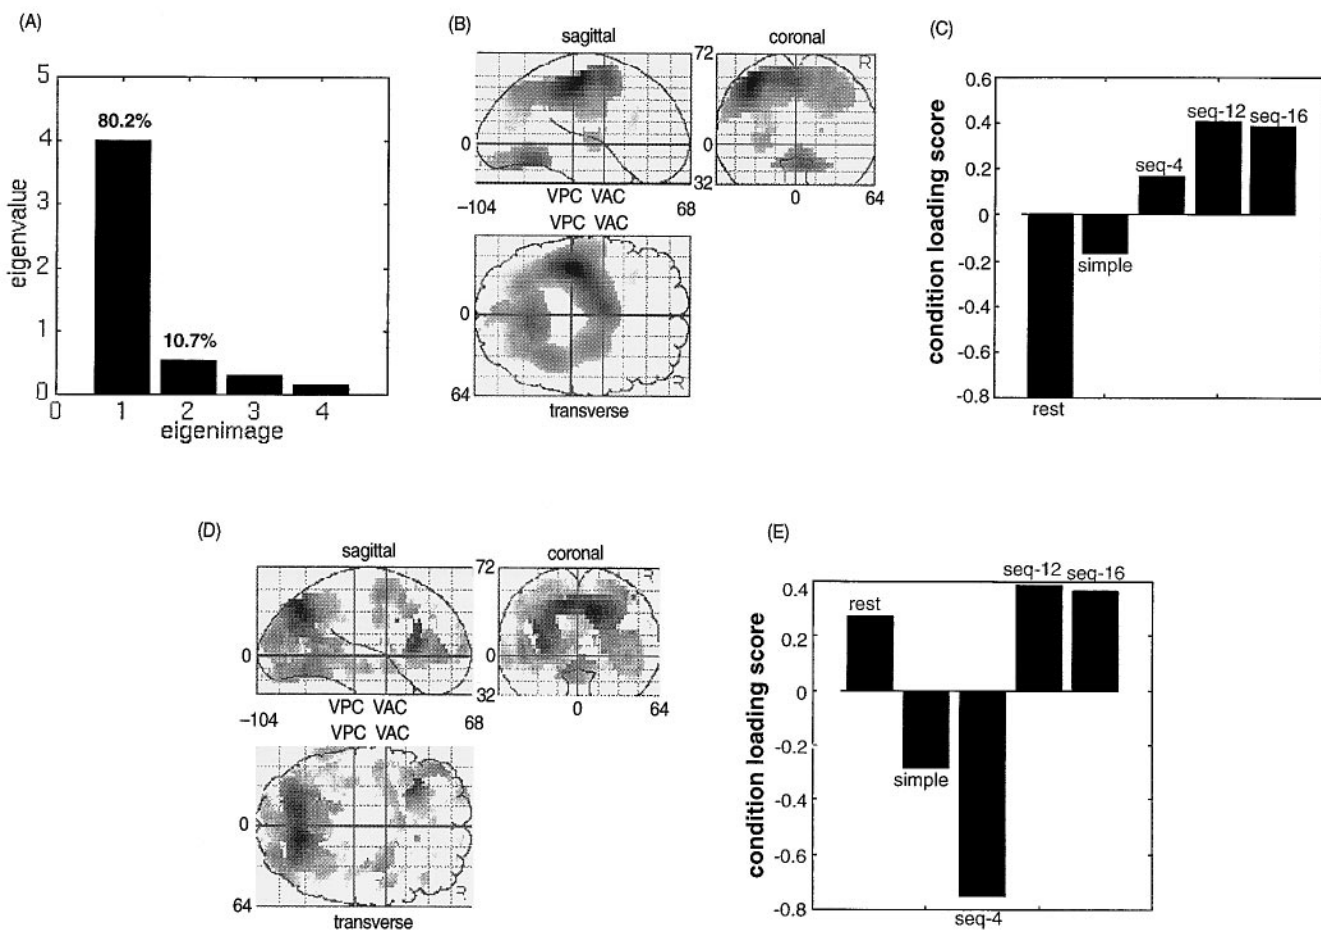 (A)
5
4
3
2
1
0
eigenvalue
80.2%
10.7%
0 1 2 3 4
eigenimage
(B)
sagittal
coronal
72
R
0
0
32
VPC VAC
−104
68
0
64
VPC VAC
0
R
64
transverse
(C)
0.6
0.4
0.2
0
-0.2
-0.4
-0.6
-0.8
condition loading score
seq-12
seq-16
seq-4
simple
rest
(D)
sagittal
coronal
72
R
0
0
32
VPC VAC
−104
68
0
64
VPC VAC
0
R
64
transverse
(E)
0.4
0.2
0
-0.2
-0.4
-0.6
-0.8
condition loading score
seq-12
seq-16
rest
simple
seq-4